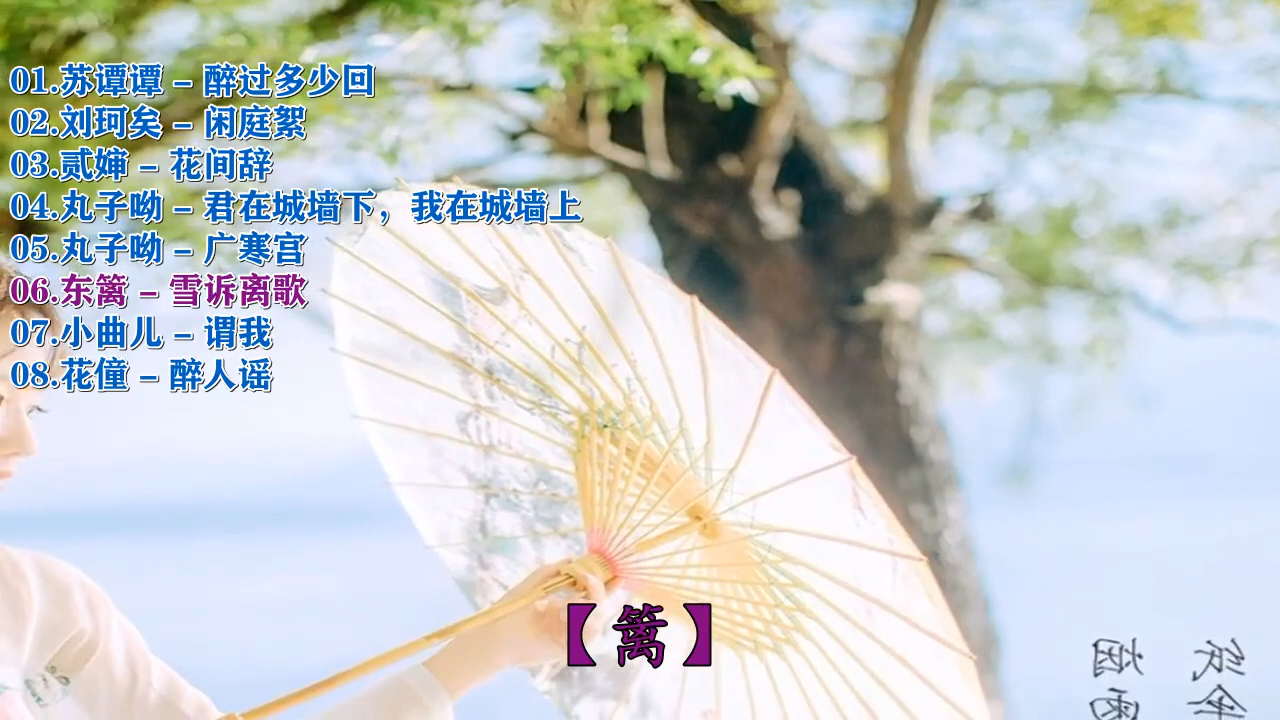 01.苏谭谭 - 醉过多少回
02.刘珂矣 - 闲庭絮
03.贰婶 - 花间辞
04.丸子呦 - 君在城墙下，我在城墙上
05.丸子呦 - 广寒宫
06.东篱 - 雪诉离歌
07.小曲儿 - 谓我
08.花僮 - 醉人谣
【篱】
烟雨